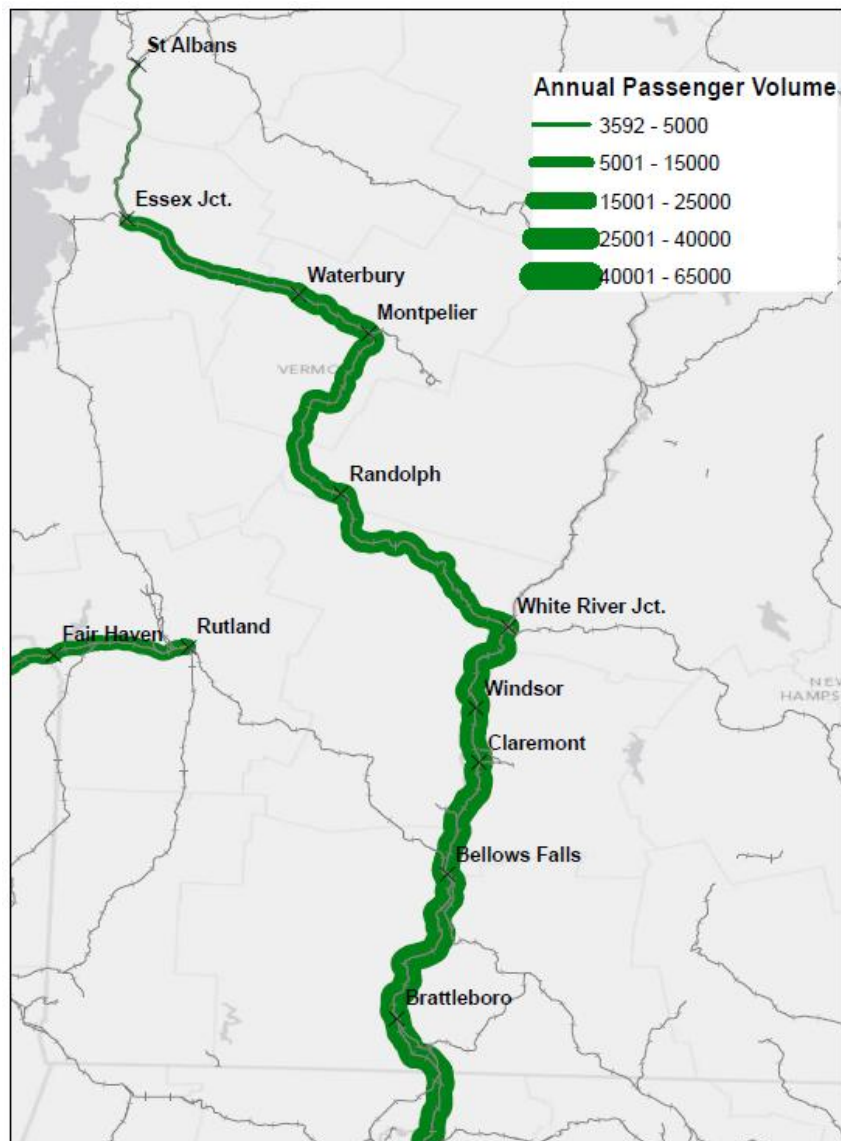 St Albans
Annual Passenger Volume
3592 - 5000
5001 - 15000
15001 - 25000
25001 - 40000
40001 - 65000
Essex Jct.
Waterbury
Montpelier
Randolph
White River Jct.
Fair Haven
Rutland
Windsor
Claremont
Bellows Falls
Brattleboro